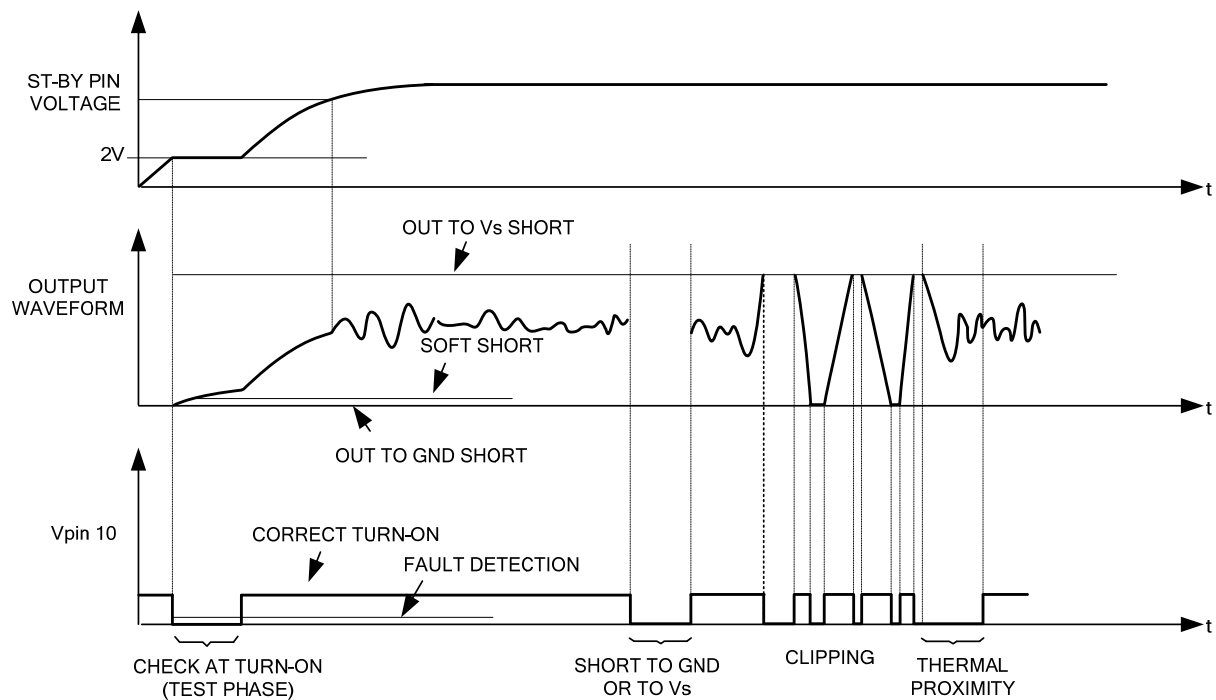 ST-BY PIN
VOLTAGE
2V
t
OUT TO Vs SHORT
OUTPUT
WAVEFORM
SOFT SHORT
t
OUT TO GND SHORT
Vpin 10
CORRECT TURN-ON
FAULT DETECTION
t
CHECK AT TURN-ON
(TEST PHASE)
SHORT TO GND
OR TO Vs
CLIPPING
THERMAL
PROXIMITY